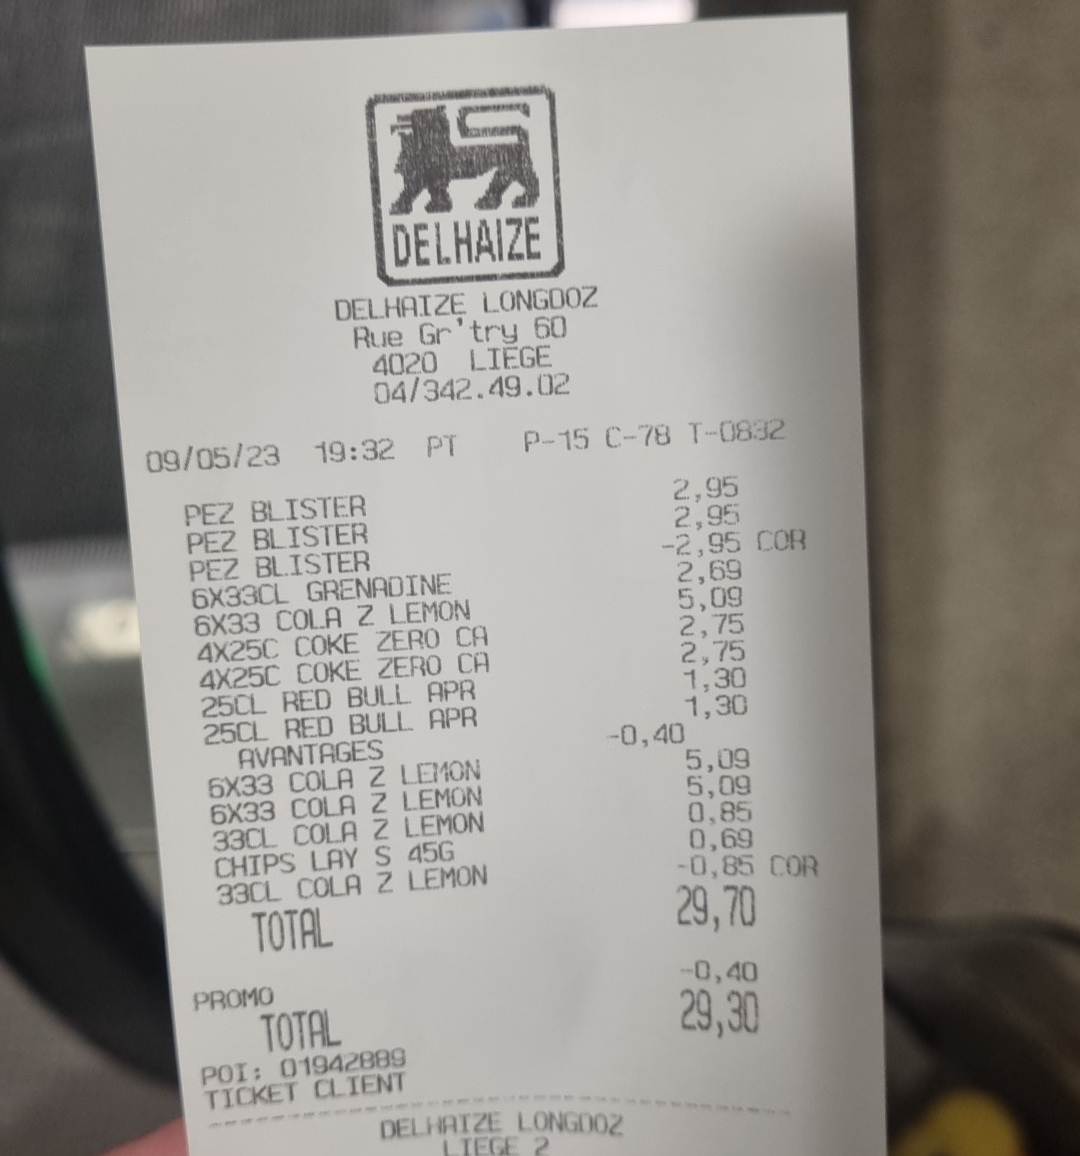 DELHAIZE
DELHAIZE LONGDOZ
Rue Gr'try 60
4020 LIEGE
04/342.49.02
09/05/23 19:32 PT P-15 C-78 T-0832
PEZ BLISTER 2,95
PEZ BLISTER 2,95
PEZ BLISTER -2,95 COR
6X33CL GRENADINE 2,69
6X33 COLA Z LEMON 5,09
4X25C COKE ZERO CA 2,75
4X25C COKE ZERO CA 2,75
25CL RED BULL APR 1,30
25CL RED BULL APR 1,30
AVANTAGES -0,40
6X33 COLA Z LEMON 5,09
6X33 COLA Z LEMON 5,09
33CL COLA Z LEMON 0,85
CHIPS LAY S 45G 0,69
33CL COLA Z LEMON -0,85 COR
TOTAL 29,70
PROMO -0,40
TOTAL 29,30
POI: 01942889
TICKET CLIENT
DELHAIZE LONGDOZ
LIEGE 2